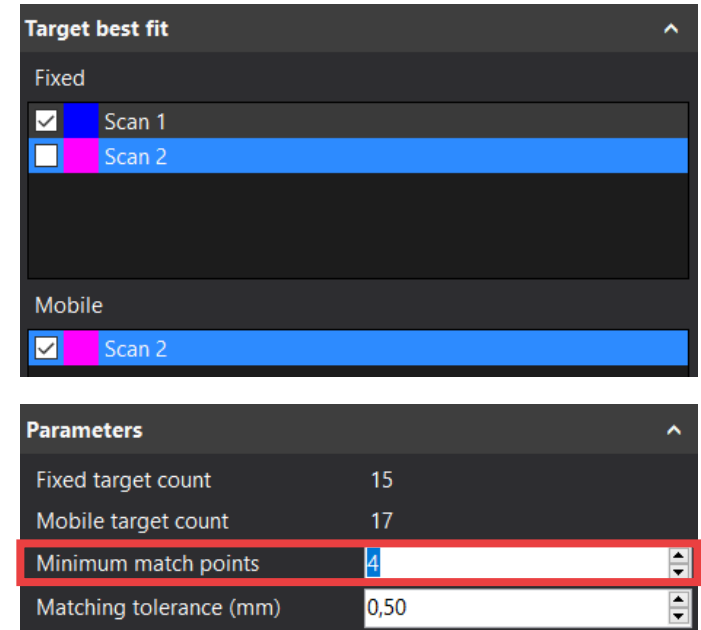 Target best fit
Fixed
Scan 1
Scan 2
Mobile
Scan 2
Parameters
Fixed target count 15
Mobile target count 17
Minimum match points 4
Matching tolerance (mm) 0,50